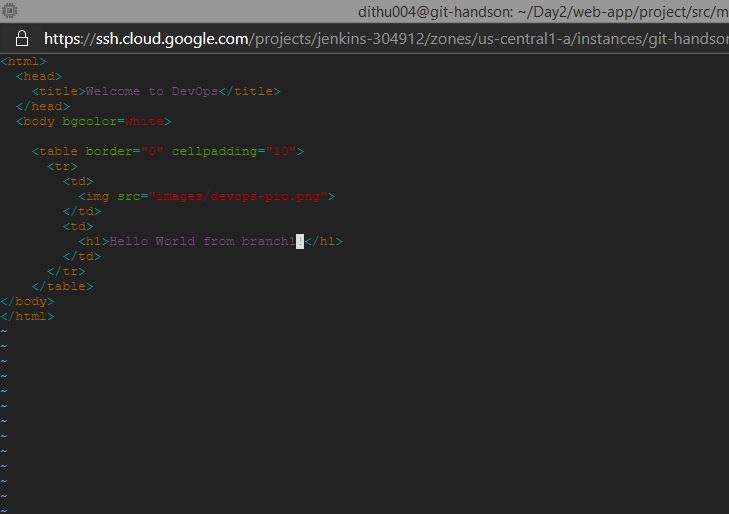 dithu004@git-handson: ~/Day2/web-app/project/src/m
https://ssh.cloud.google.com/projects/jenkins-304912/zones/us-central1-a/instances/git-handson
<html>
  <head>
    <title>Welcome to DevOps</title>
  </head>
  <body bgcolor=white>

    <table border="0" cellpadding="10">
      <tr>
        <td>
          <img src="images/devops-pic.png">
        </td>
        <td>
          <h1>Hello World from branch1!</h1>
        </td>
      </tr>
    </table>
</body>
</html>
~
~
~
~
~
~
~
~
~
~
~
~
~